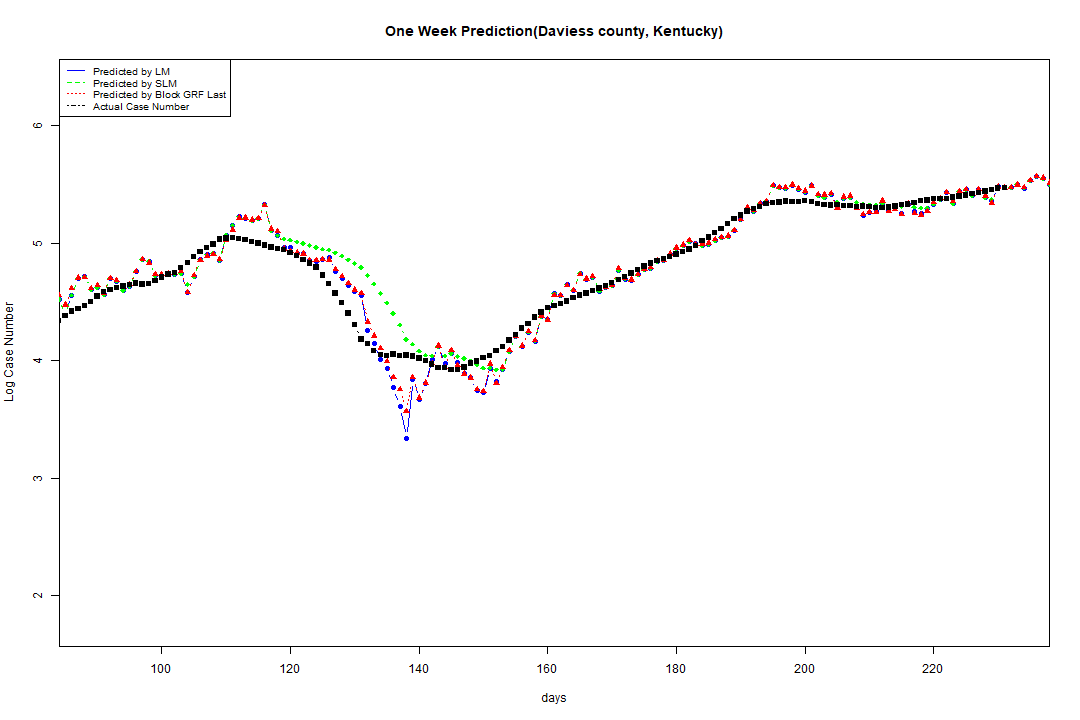 One Week Prediction(Daviess county, Kentucky)
Predicted by LM
Predicted by SLM
Predicted by Block GRF Last
Actual Case Number
6
5
4
3
2
Log Case Number
100 120 140 160 180 200 220
days